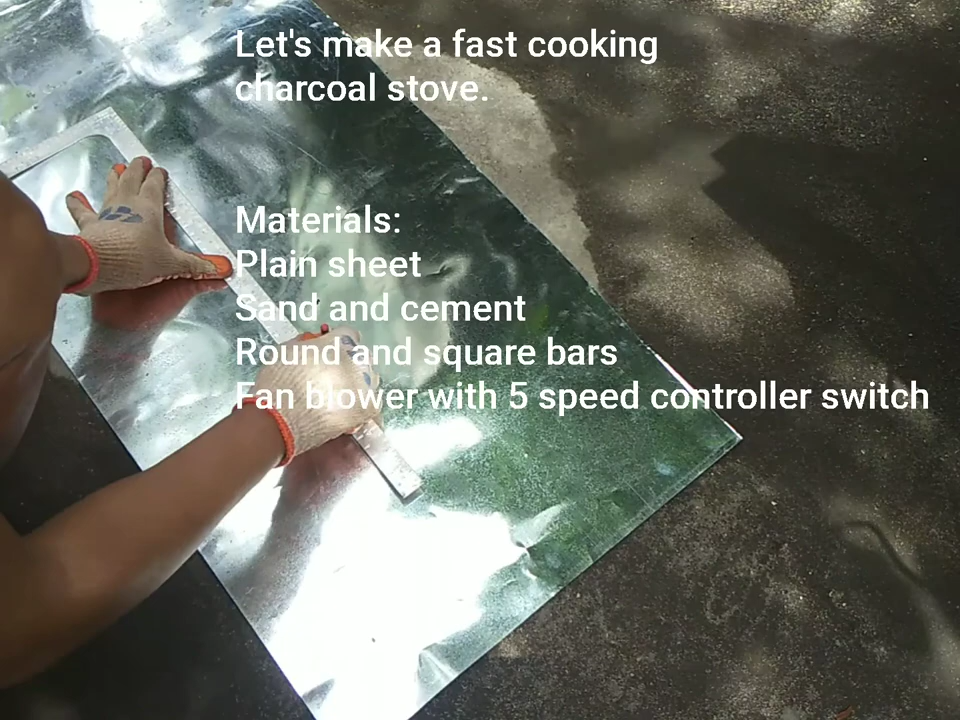 Let's make a fast cooking
charcoal stove.
Materials:
Plain sheet
Sand and cement
Round and square bars
Fan blower with 5 speed controller switch